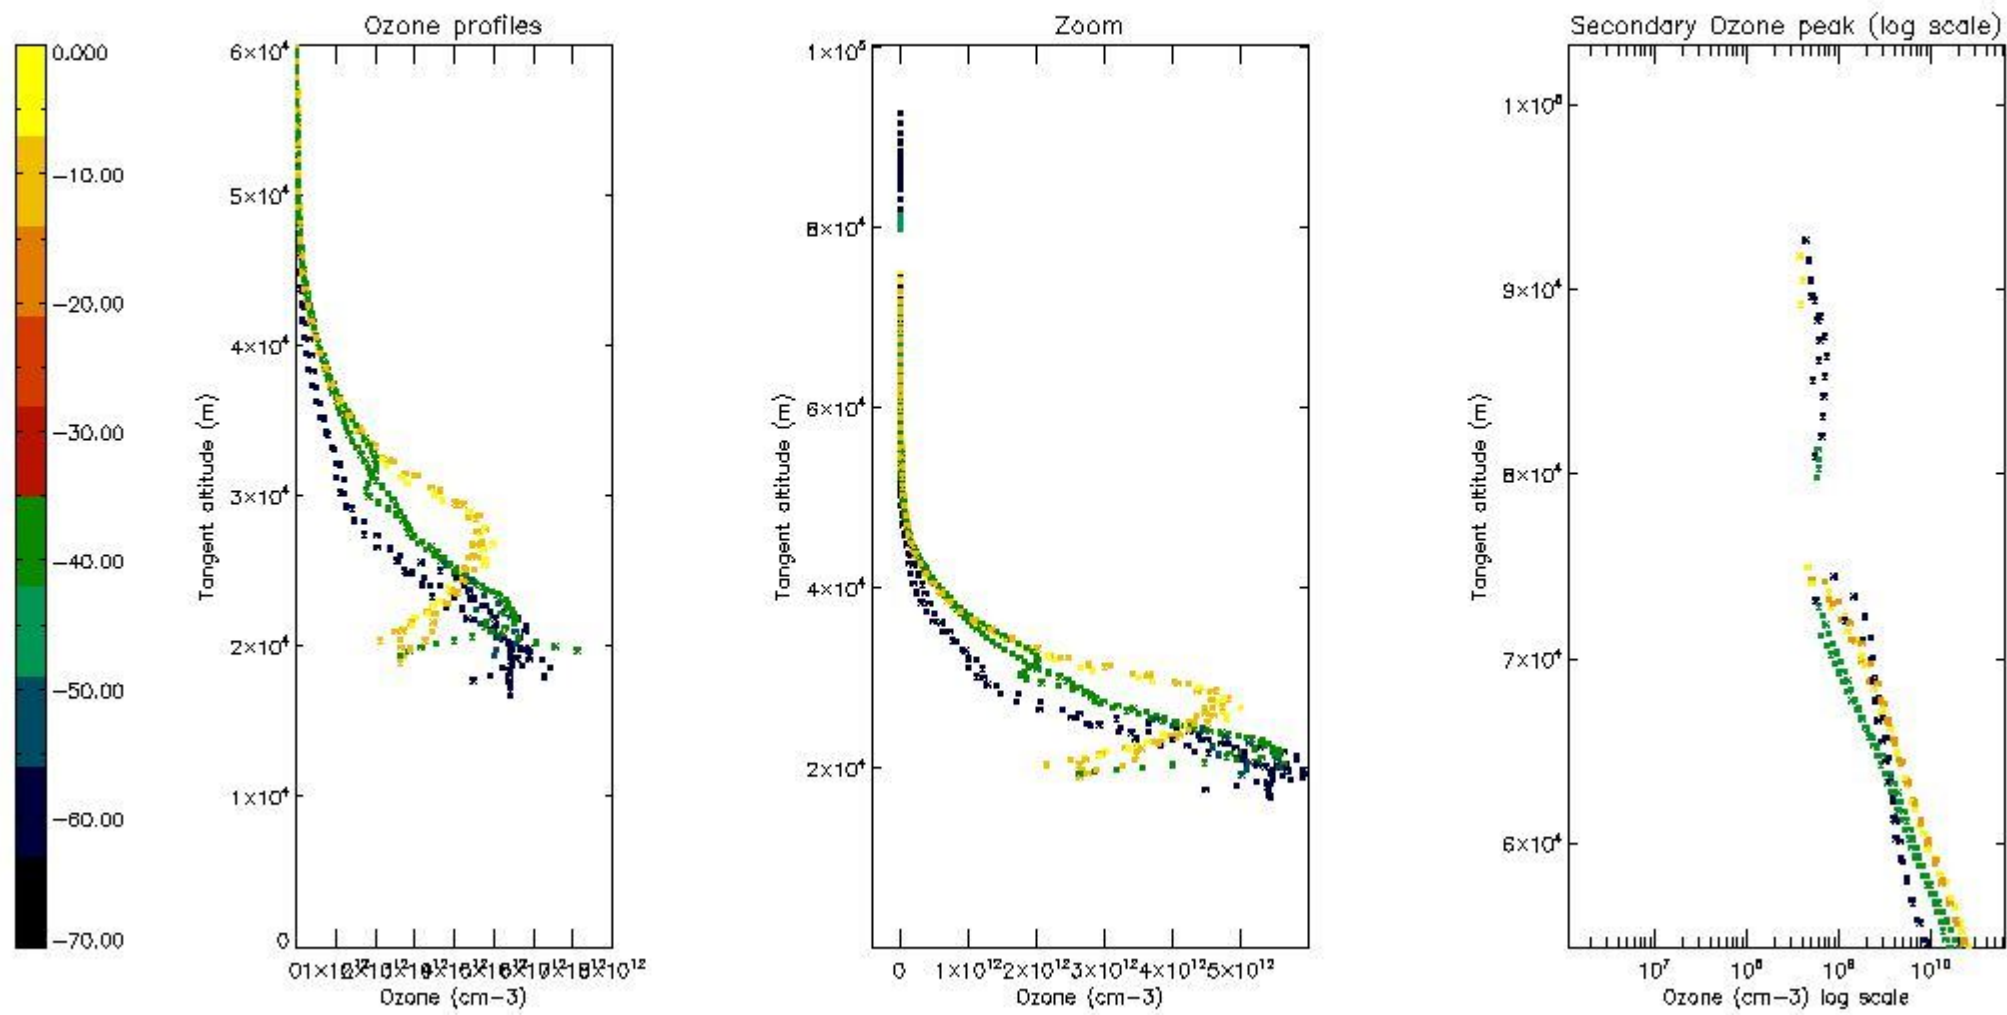 Ozone profiles
Zoom
Secondary Ozone peak (log scale)
0.000
−10.00
−20.00
−30.00
−40.00
−50.00
−60.00
−70.00
6×10⁴
5×10⁴
4×10⁴
3×10⁴
2×10⁴
1×10⁴
0
Tangent altitude (m)
Ozone (cm−3)
1×10⁵
8×10⁴
6×10⁴
4×10⁴
2×10⁴
Tangent altitude (m)
0 1×10¹² 2×10¹² 3×10¹² 4×10¹² 5×10¹²
Ozone (cm−3)
9×10⁴
8×10⁴
7×10⁴
6×10⁴
Tangent altitude (m)
10⁷ 10⁹ 10¹⁰
Ozone (cm−3) log scale